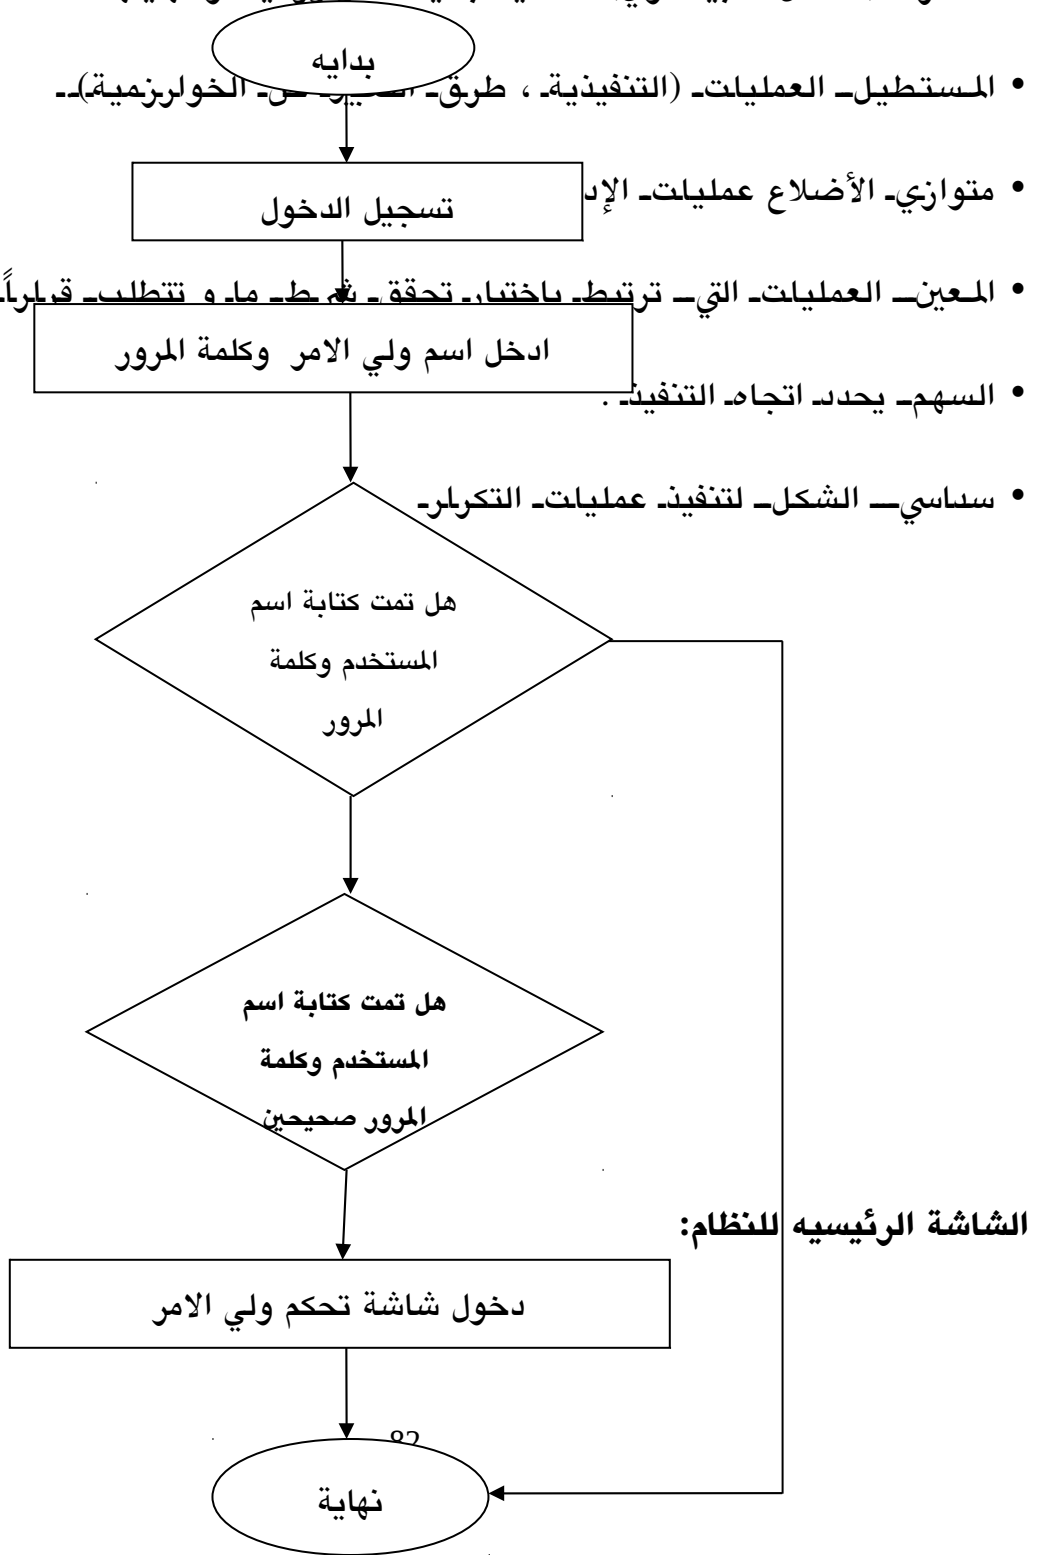 بدايه
• المستطيل العمليات (التنفيذية ، طرق الخوارزمية)
تسجيل الدخول
• متوازي الأضلاع عمليات
• المعين العمليات التي ترتبط باختبار تحقق شرط ما و تتطلب قراراً
ادخل اسم ولي الامر وكلمة المرور
• السهم يحدد اتجاه التنفيذ .
• سداسي الشكل لتنفيذ عمليات التكرار
هل تمت كتابة اسم
المستخدم وكلمة
المرور
هل تمت كتابة اسم
المستخدم وكلمة
المرور صحيحين
الشاشة الرئيسيه للنظام:
دخول شاشة تحكم ولي الامر
82
نهاية